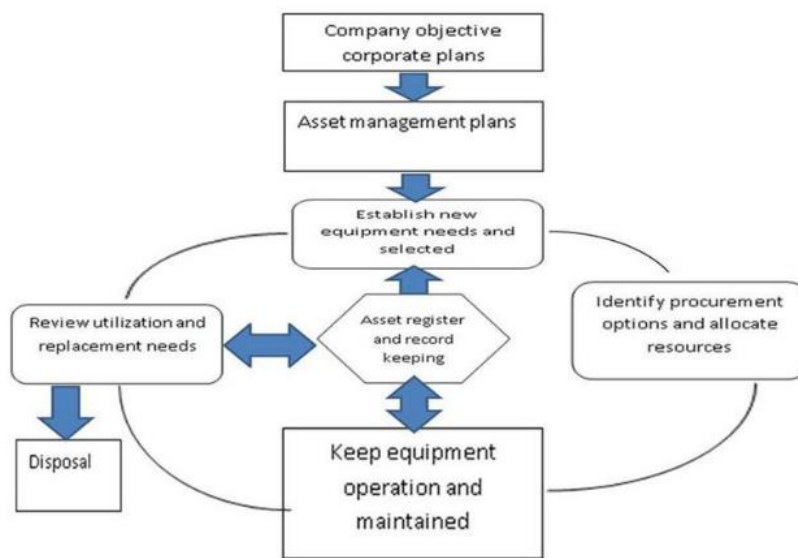 Company objective
corporate plans
Asset management plans
Establish new
equipment needs and
selected
Identify procurement
options and allocate
resources
Review utilization and
replacement needs
Asset register
and record
keeping
Disposal
Keep equipment
operation and
maintained